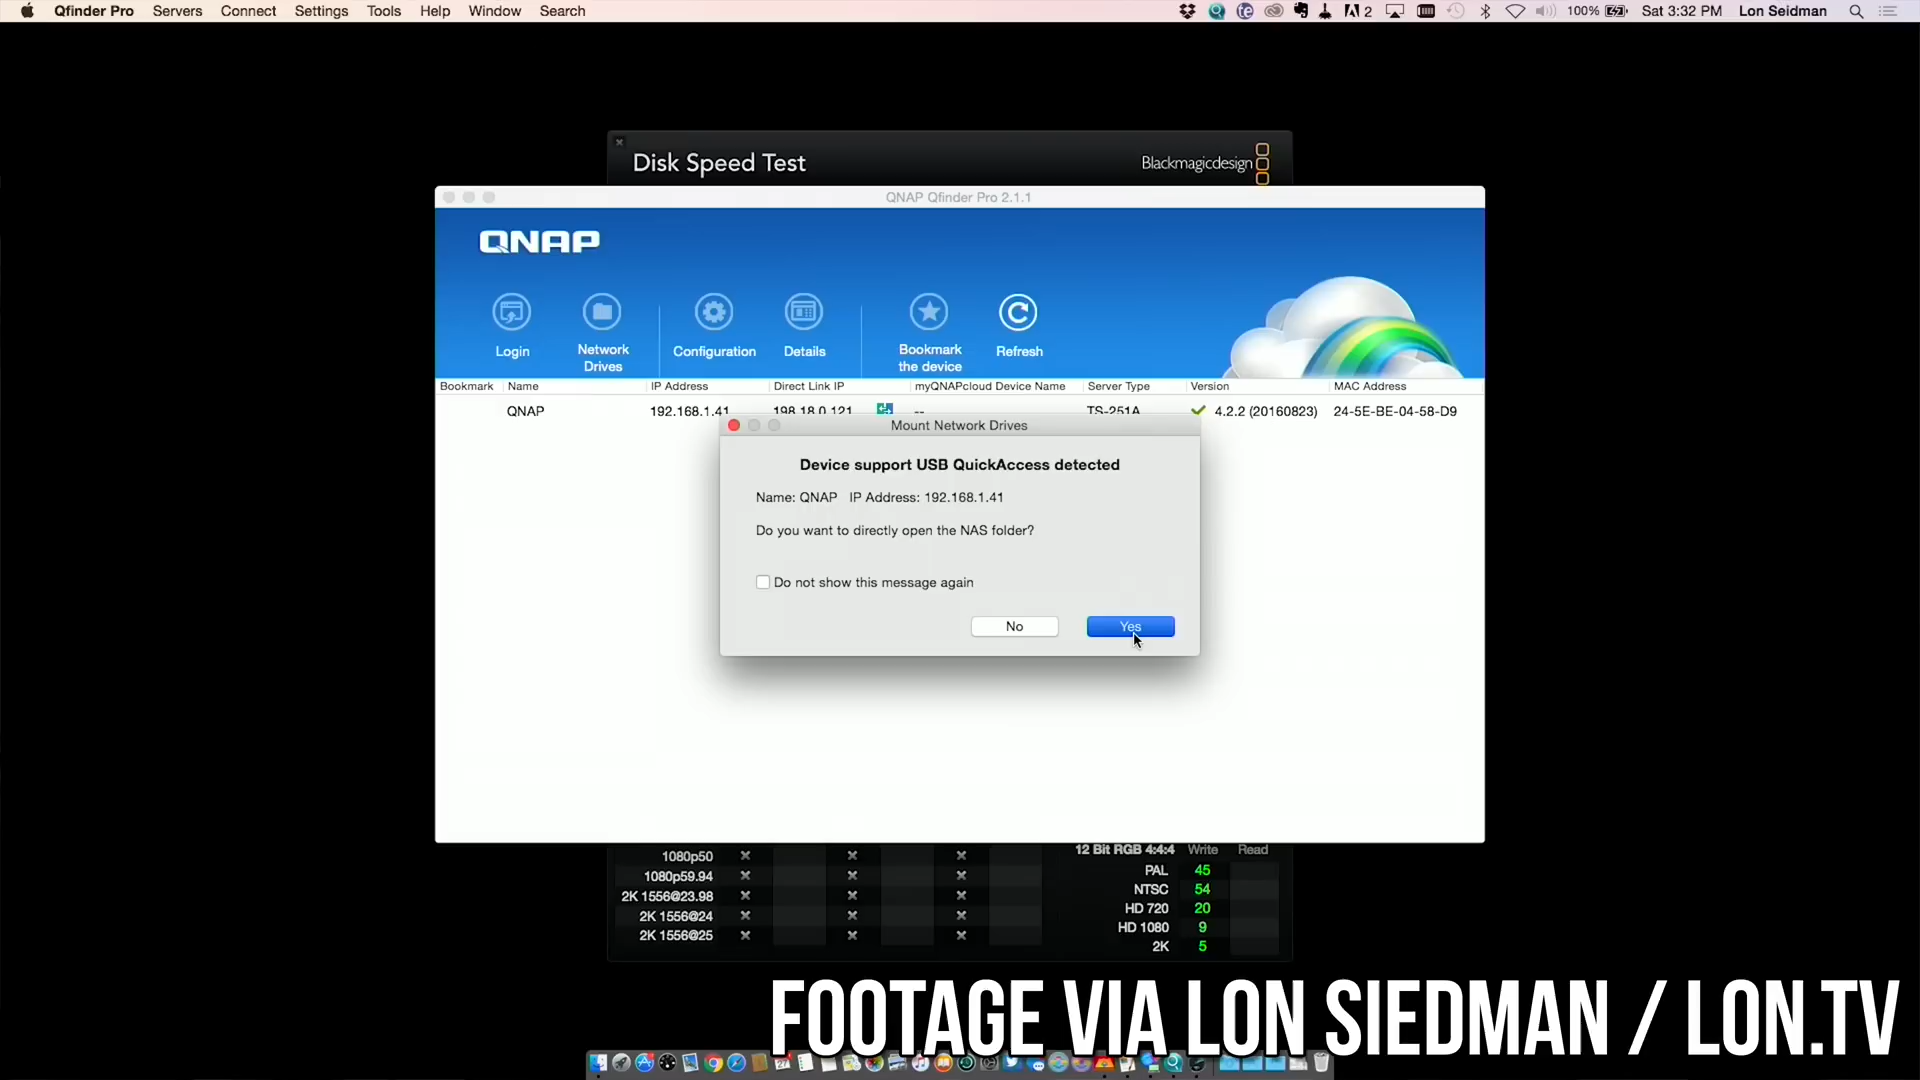 Qfinder Pro Servers Connect Settings Tools Help Window Search 2 100% Sat 3:32 PM Lon Seidman
Disk Speed Test Blackmagicdesign
QNAP Qfinder Pro 2.1.1
QNAP
Login Network Drives Configuration Details Bookmark the device Refresh
Bookmark Name IP Address Direct Link IP myQNAPcloud Device Name Server Type Version MAC Address
QNAP 192.168.1.41 198.18.0.121 -- TS-251A 4.2.2 (20160823) 24-5E-BE-04-58-D9
Mount Network Drives
Device support USB QuickAccess detected
Name: QNAP IP Address: 192.168.1.41
Do you want to directly open the NAS folder?
Do not show this message again
No Yes
1080p50
1080p59.94
2K 1556@23.98
2K 1556@24
2K 1556@25
12 Bit RGB 4:4:4 Write Read
PAL 45
NTSC 54
HD 720 20
HD 1080 9
2K 5
FOOTAGE VIA LON SIEDMAN / LON.TV